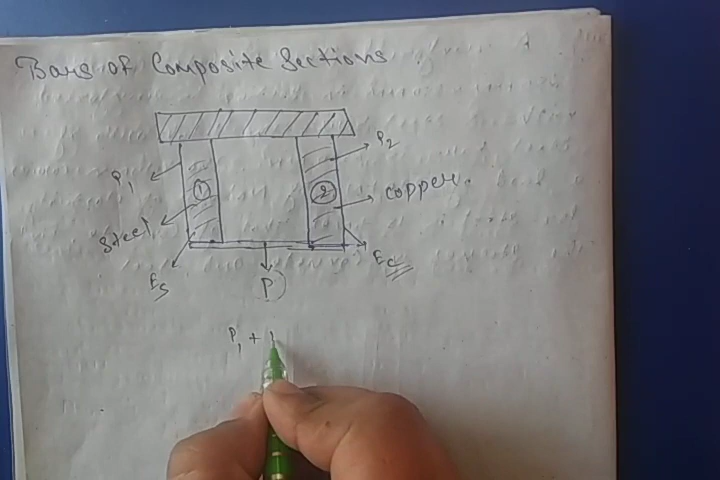 Bars of Composite Sections
P2
P1
1
2
copper.
Steel
Es
Ec
P
P1 +